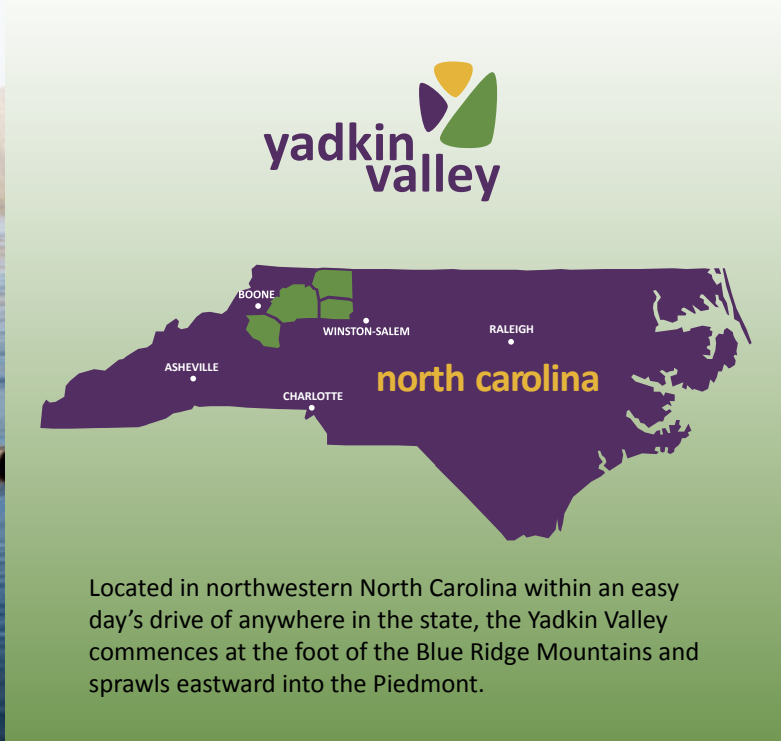 yadkin
valley
BOONE
WINSTON-SALEM
RALEIGH
ASHEVILLE
north carolina
CHARLOTTE
Located in northwestern North Carolina within an easy
day’s drive of anywhere in the state, the Yadkin Valley
commences at the foot of the Blue Ridge Mountains and
sprawls eastward into the Piedmont.